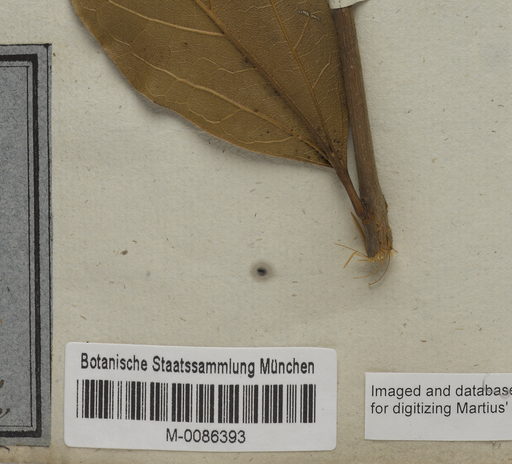 Botanische Staatssammlung München
M-0086393
Imaged and database
for digitizing Martius'